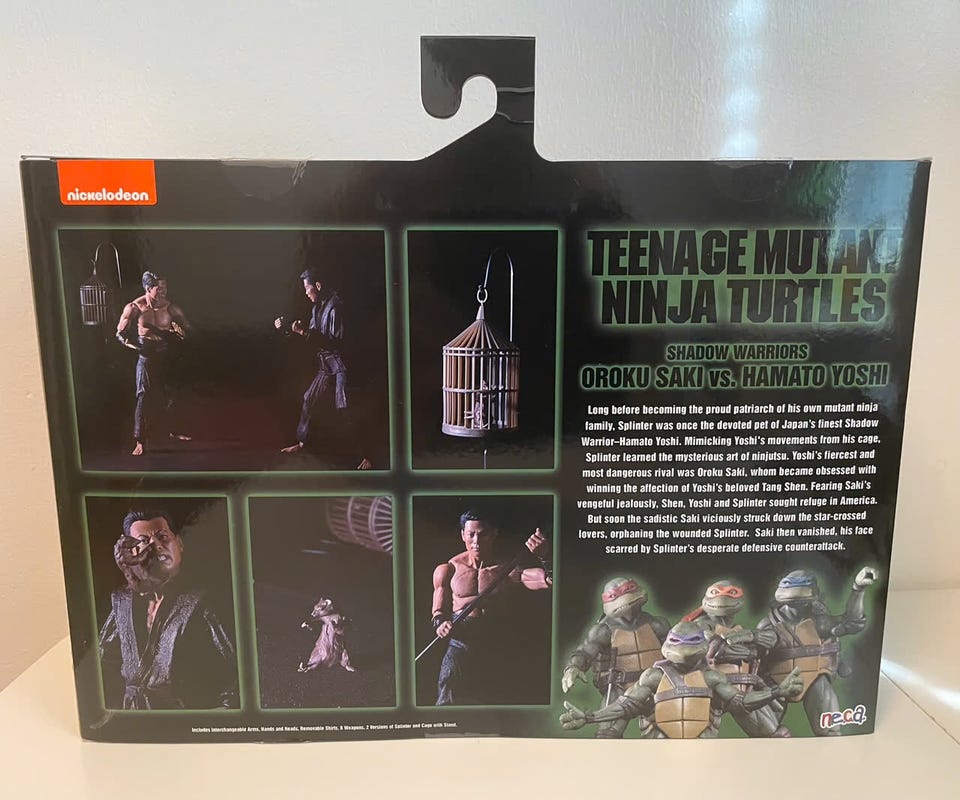 nickelodeon
TEENAGE MUTANT
NINJA TURTLES
SHADOW WARRIORS
OROKU SAKI vs. HAMATO YOSHI
Long before becoming the proud patriarch of his own mutant ninja
family, Splinter was once the devoted pet of Japan's finest Shadow
Warrior–Hamato Yoshi. Mimicking Yoshi's movements from his cage,
Splinter learned the mysterious art of ninjutsu. Yoshi's fiercest and
most dangerous rival was Oroku Saki, whom became obsessed with
winning the affection of Yoshi's beloved Tang Shen. Fearing Saki's
vengeful jealously, Shen, Yoshi and Splinter sought refuge in America.
But soon the sadistic Saki viciously struck down the star-crossed
lovers, orphaning the wounded Splinter. Saki then vanished, his face
scarred by Splinter's desperate defensive counterattack.
Includes Interchangeable Arms, Hands and Heads, Removable Shirts, 8 Weapons, 2 Versions of Splinter and Cage with Stand.
neca